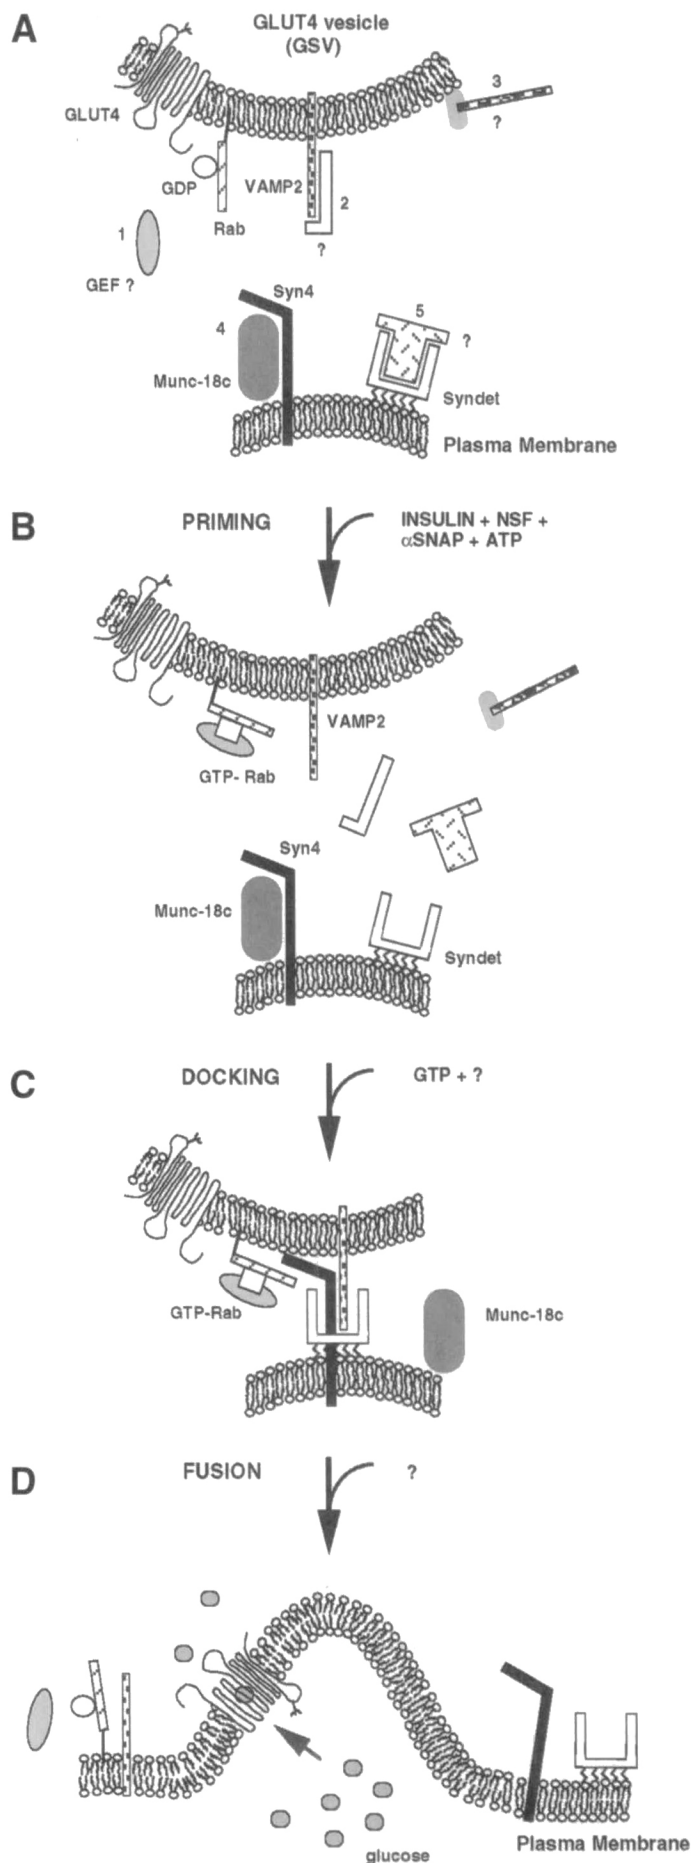 A
GLUT4 vesicle
(GSV)
3
?
GLUT4
GDP
VAMP2
2
Rab
?
1
GEF ?
Syn4
4
5
?
Munc-18c
Syndet
Plasma Membrane
B
PRIMING
INSULIN + NSF +
αSNAP + ATP
VAMP2
GTP- Rab
Syn4
Munc-18c
Syndet
C
DOCKING
GTP + ?
GTP-Rab
Munc-18c
D
FUSION
?
glucose
Plasma Membrane